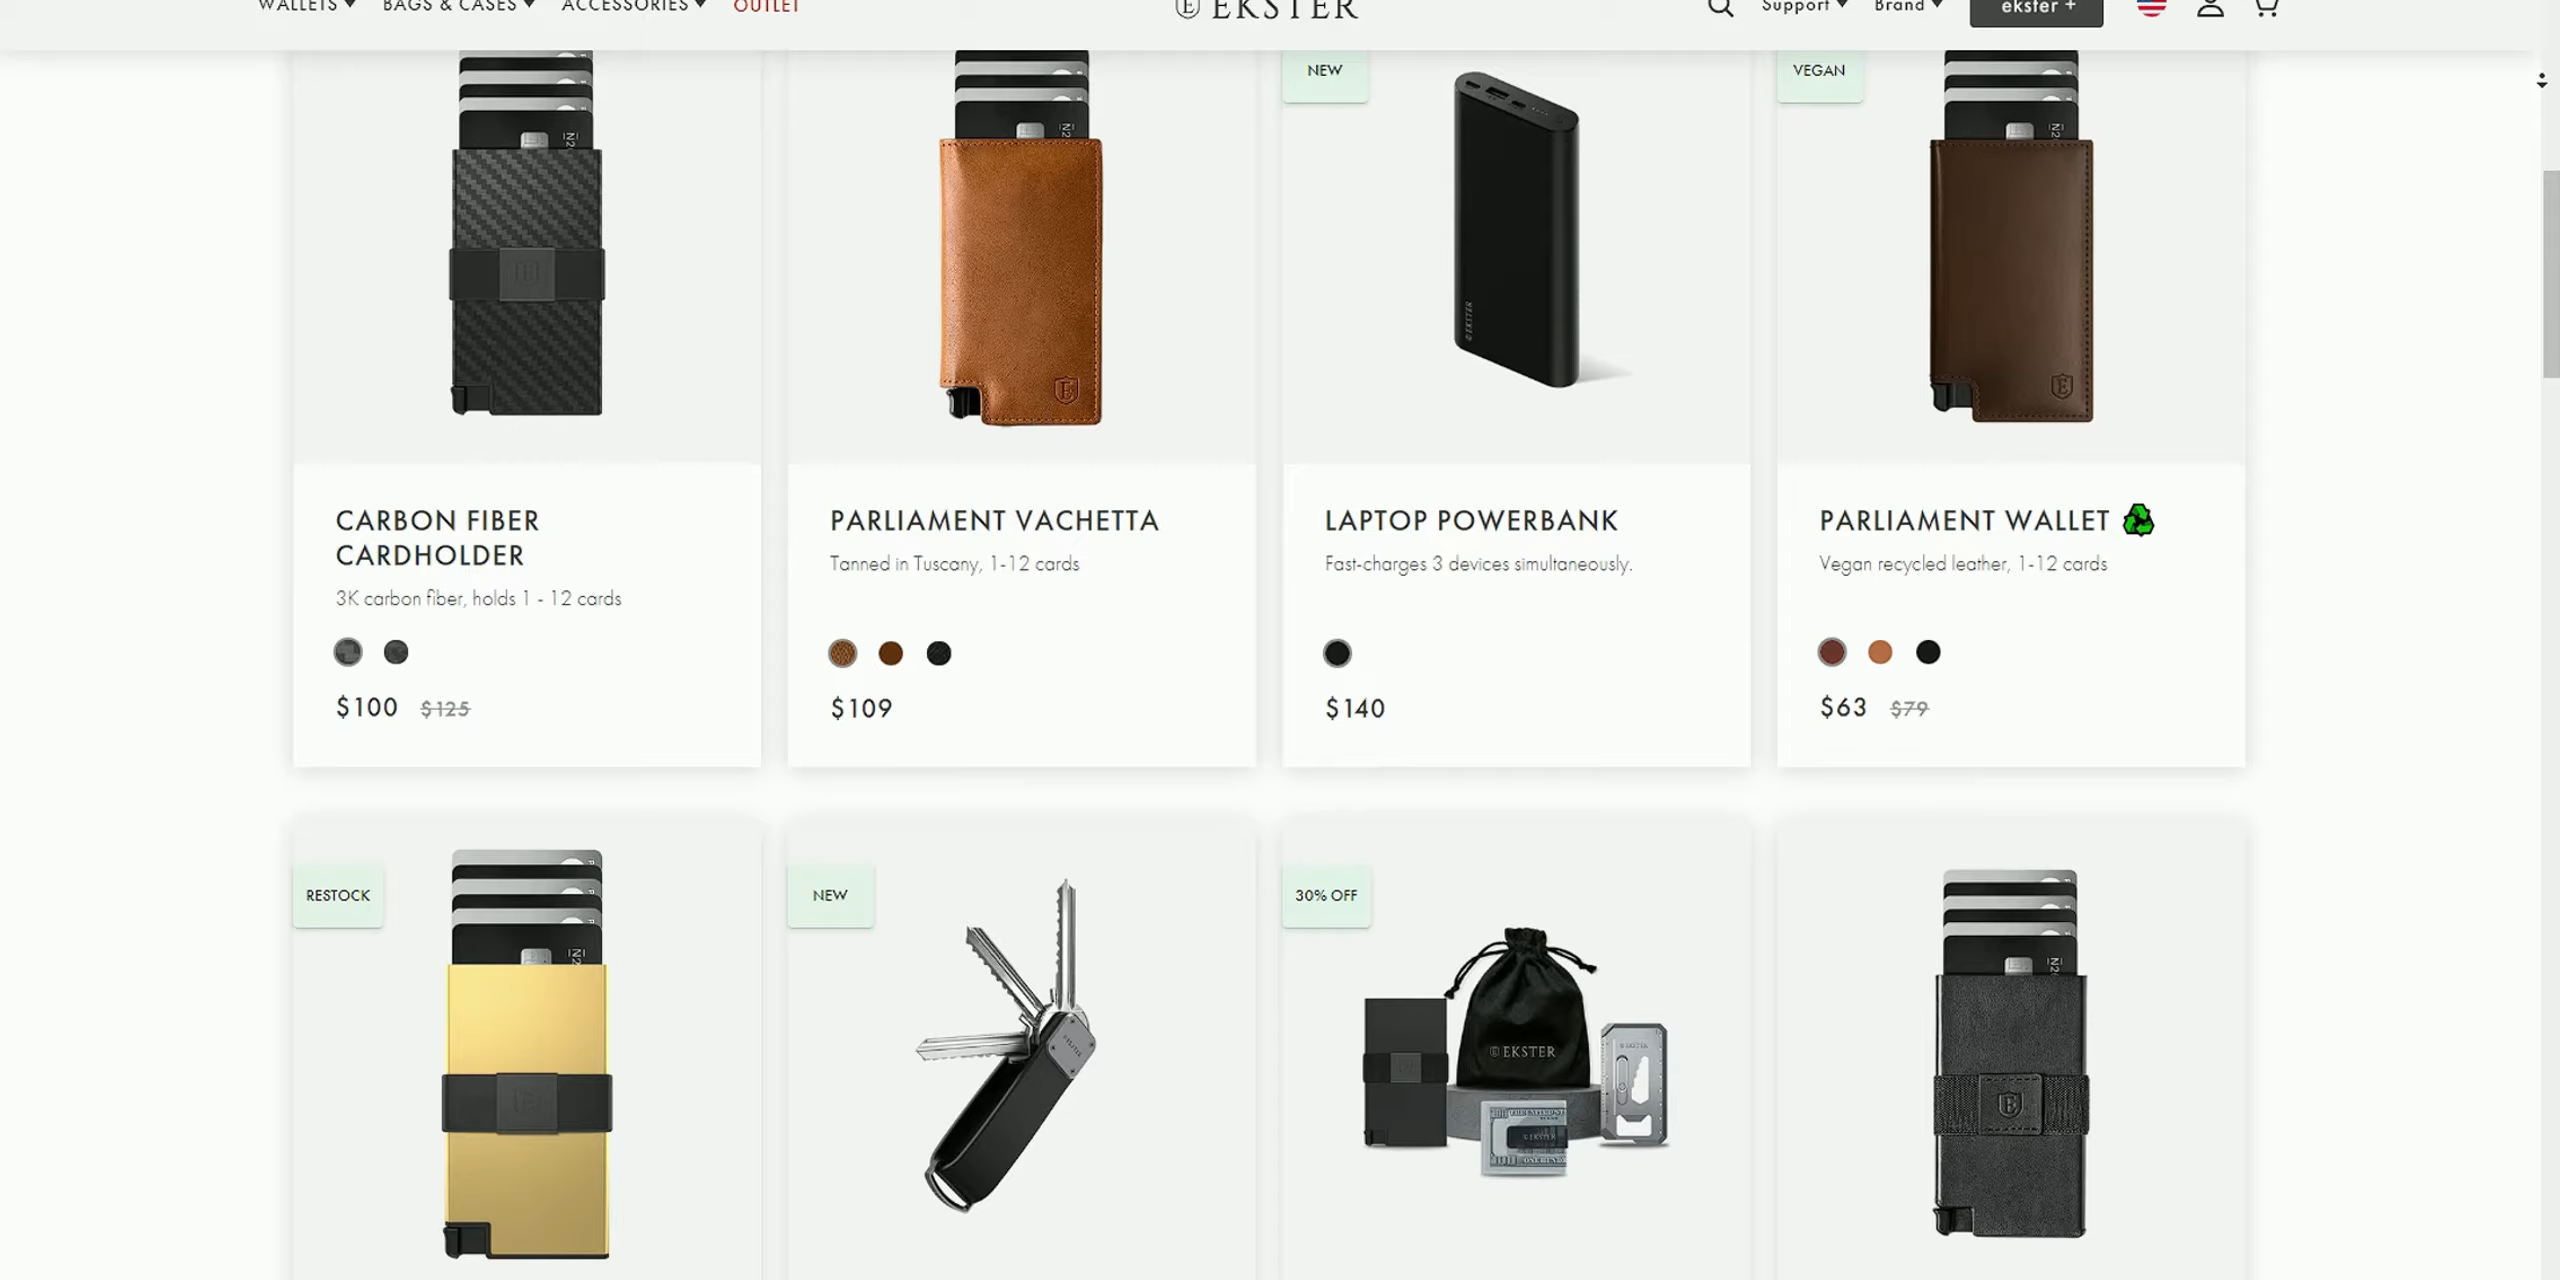 WALLETS BAGS & CASES ACCESSORIES OUTLET
EKSTER
Support Brand ekster +
NEW
VEGAN
EKSTER
E
E
CARBON FIBER
CARDHOLDER
3K carbon fiber, holds 1 - 12 cards
$100 $125
PARLIAMENT VACHETTA
Tanned in Tuscany, 1-12 cards
$109
LAPTOP POWERBANK
Fast-charges 3 devices simultaneously.
$140
PARLIAMENT WALLET
Vegan recycled leather, 1-12 cards
$63 $79
RESTOCK
NEW
30% OFF
EKSTER
E